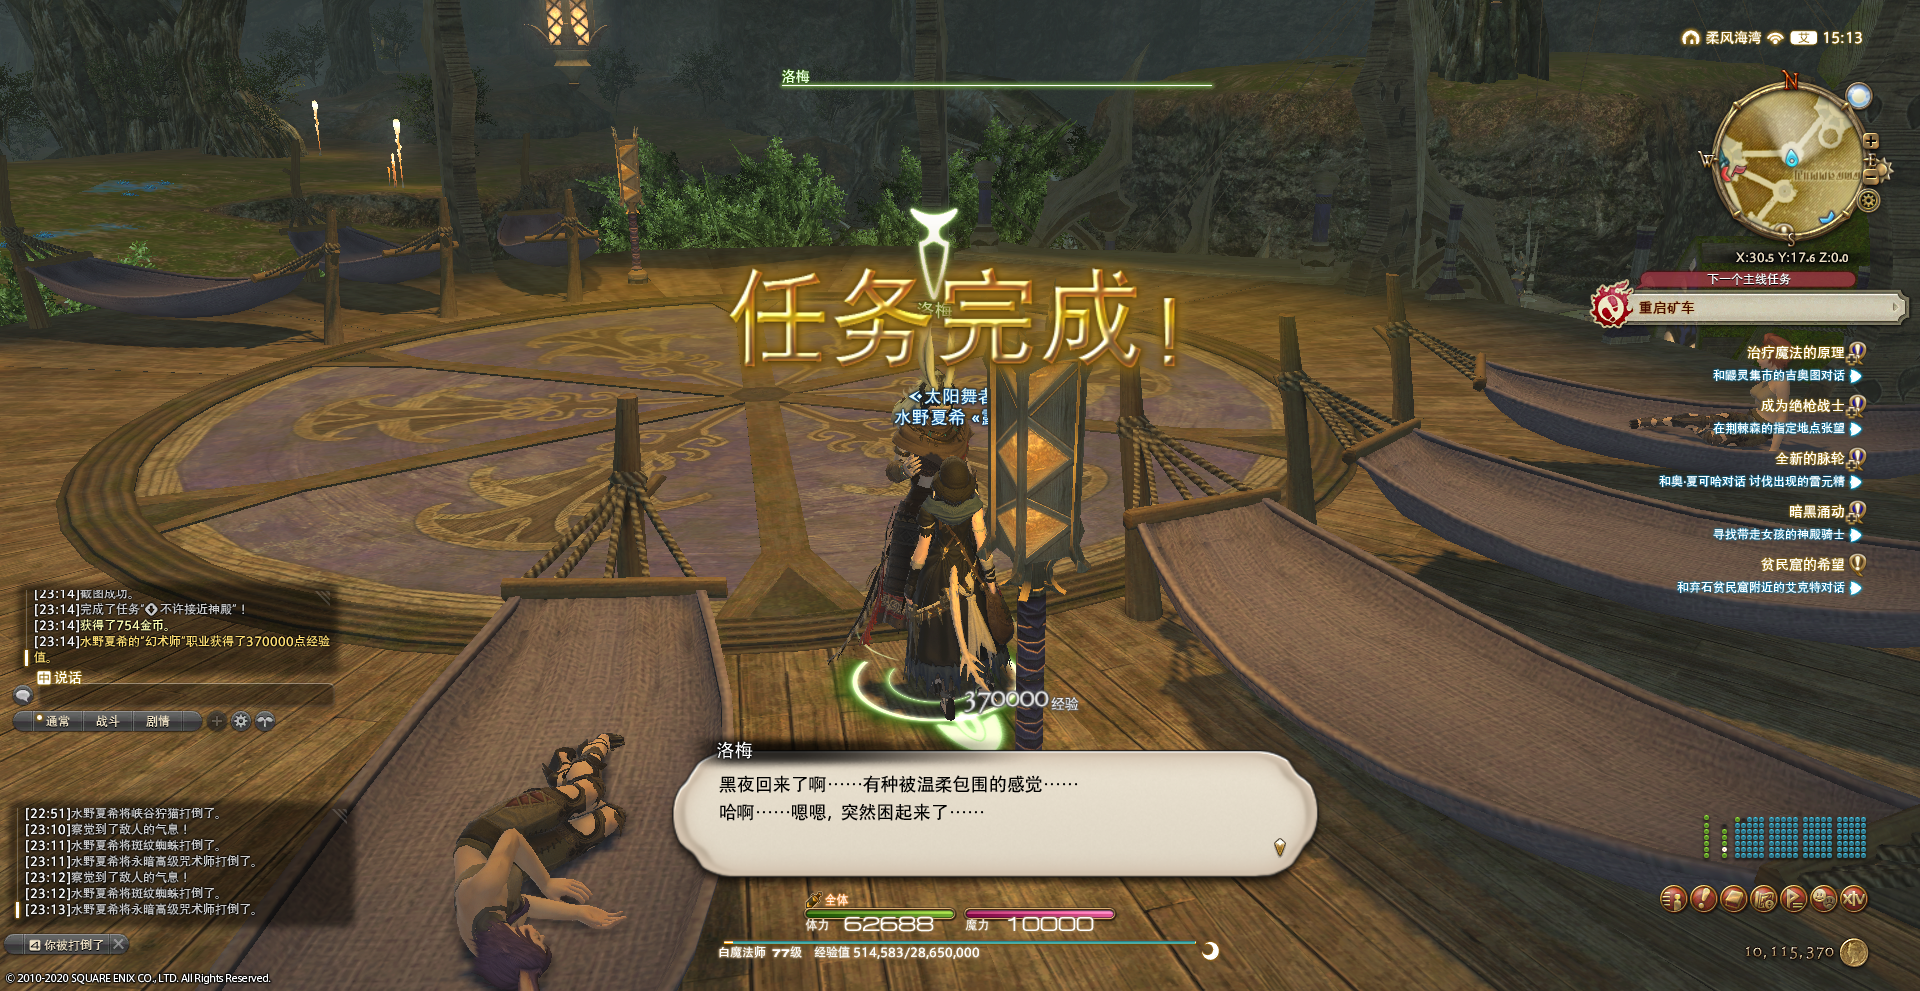 柔风海湾 艾 15:13
洛梅
N
W
E
S
X:30.5 Y:17.6 Z:0.0
下一个主线任务
重启矿车
任务完成！
洛梅
治疗魔法的原理
和鼹灵集市的吉奥图对话
成为绝枪战士
在荆棘森的指定地点张望
全新的脉轮
和奥·夏可哈对话 讨伐出现的雷元精
暗黑涌动
寻找带走女孩的神殿骑士
贫民窟的希望
和弃石贫民窟附近的艾克特对话
太阳舞者
水野夏希 «
[23:14]截图成功。
[23:14]完成了任务“不许接近神殿”！
[23:14]获得了754金币。
[23:14]水野夏希的“幻术师”职业获得了370000点经验
值。
说话
通常 战斗 剧情
370000经验
洛梅
黑夜回来了啊……有种被温柔包围的感觉……
哈啊……嗯嗯，突然困起来了……
[22:51]水野夏希将峡谷狞猫打倒了。
[23:10]察觉到了敌人的气息！
[23:11]水野夏希将斑纹蜘蛛打倒了。
[23:11]水野夏希将永暗高级咒术师打倒了。
[23:12]察觉到了敌人的气息！
[23:12]水野夏希将斑纹蜘蛛打倒了。
[23:13]水野夏希将永暗高级咒术师打倒了。
4 你被打倒了
全体
体力 62688 魔力 10000
白魔法师 77级 经验值 514,583/28,650,000
XIV
10,115,370
© 2010-2020 SQUARE ENIX CO., LTD. All Rights Reserved.